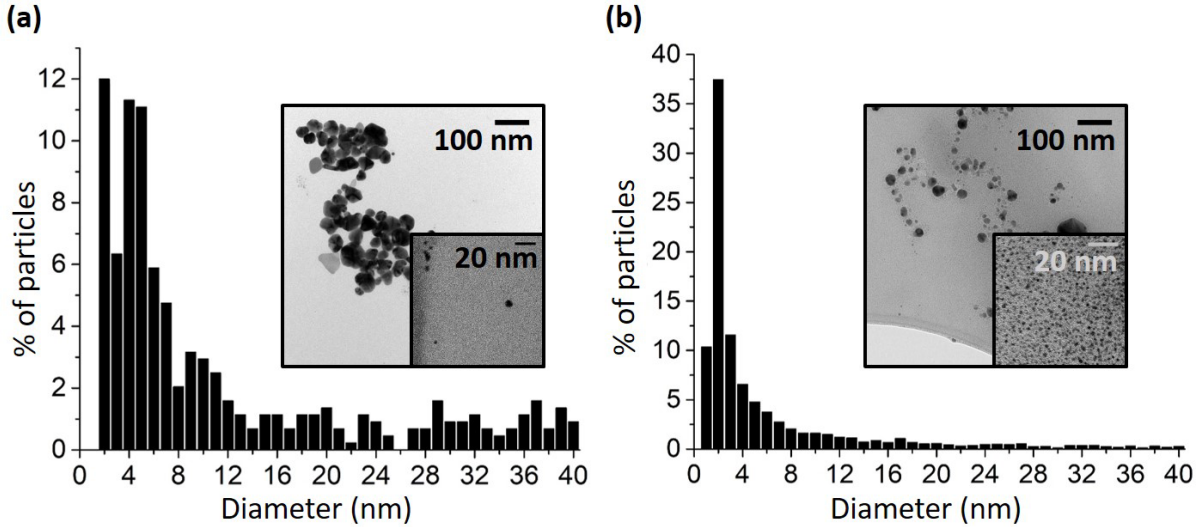 (a)
12
10
8
6
4
2
0
% of particles
100 nm
20 nm
0 4 8 12 16 20 24 28 32 36 40
Diameter (nm)
(b)
40
35
30
25
20
15
10
5
0
% of particles
100 nm
20 nm
0 4 8 12 16 20 24 28 32 36 40
Diameter (nm)